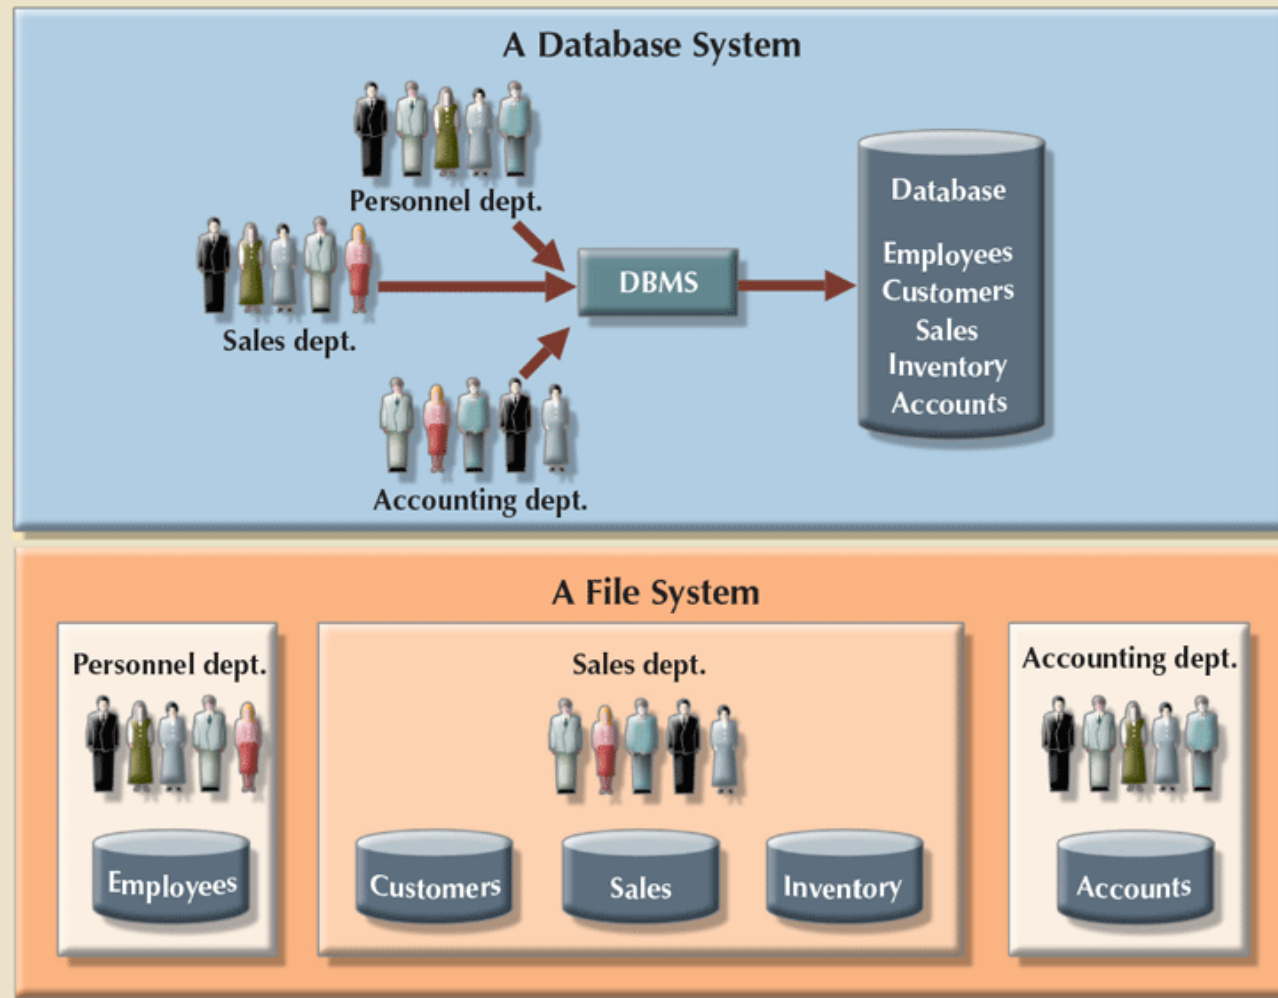 A Database System
Personnel dept.
Sales dept.
Accounting dept.
DBMS
Database
Employees
Customers
Sales
Inventory
Accounts
A File System
Personnel dept.
Employees
Sales dept.
Customers
Sales
Inventory
Accounting dept.
Accounts